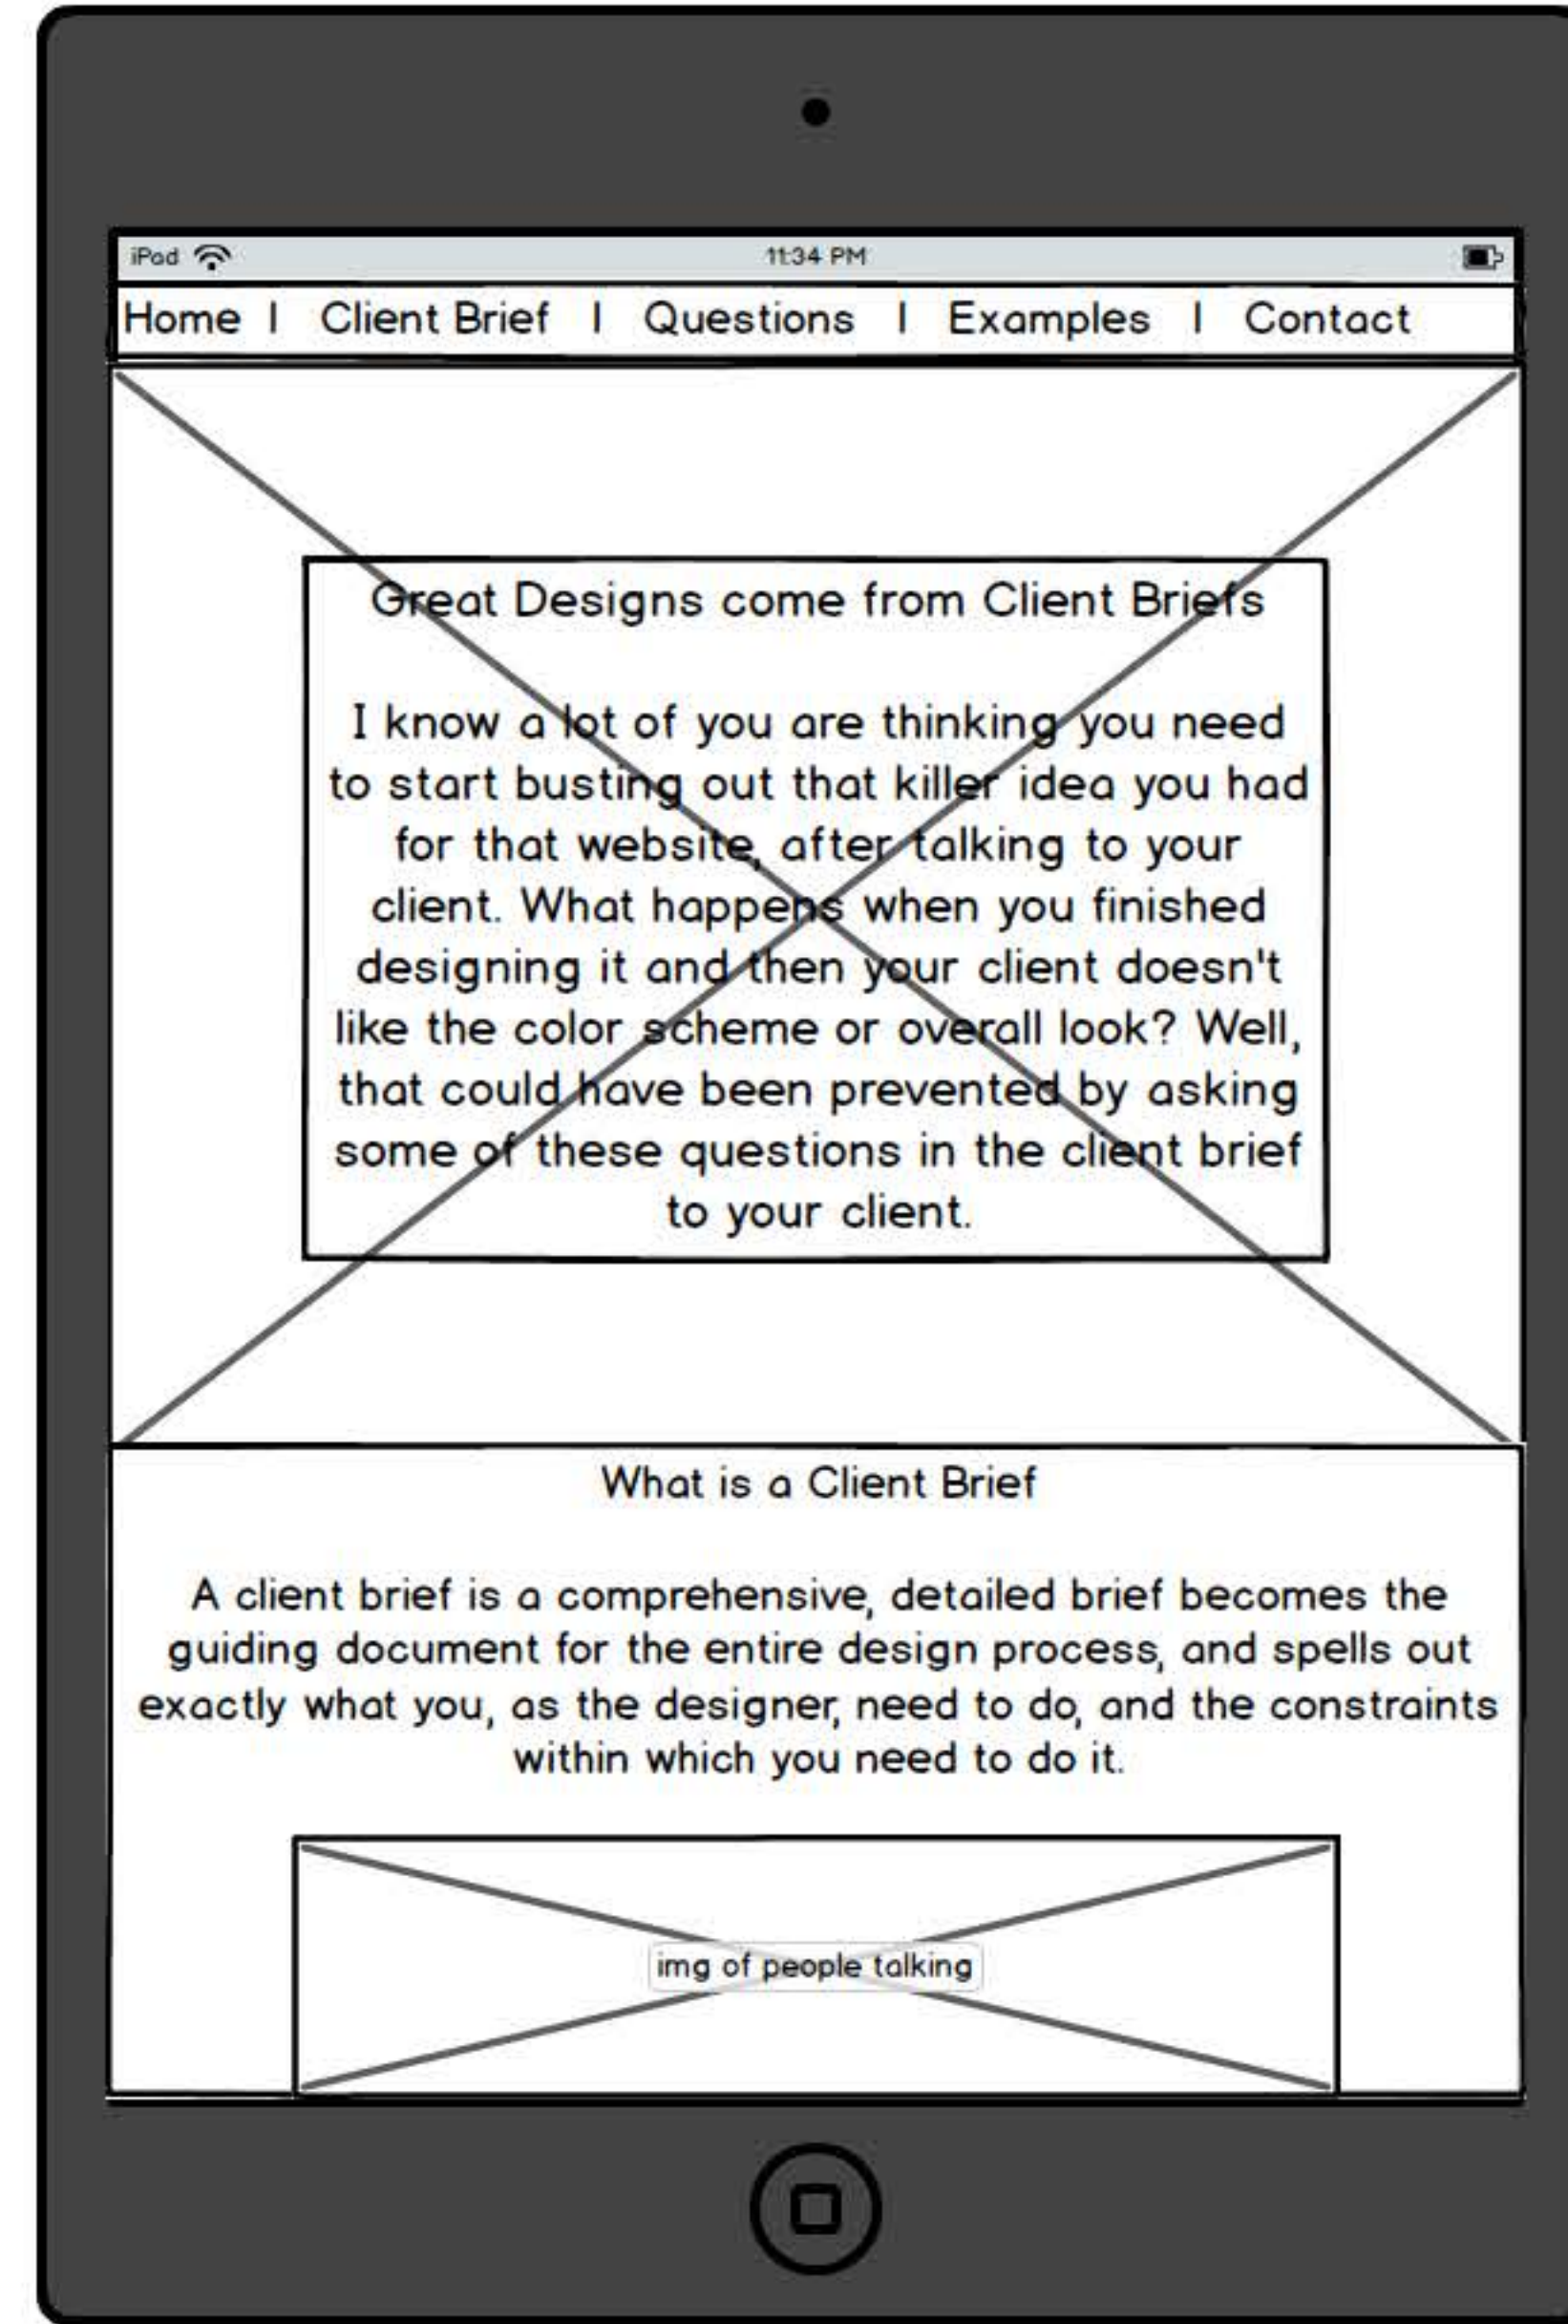 iPad
11:34 PM
Home | Client Brief | Questions | Examples | Contact
Great Designs come from Client Briefs
I know a lot of you are thinking you need
to start busting out that killer idea you had
for that website, after talking to your
client. What happens when you finished
designing it and then your client doesn't
like the color scheme or overall look? Well,
that could have been prevented by asking
some of these questions in the client brief
to your client.
What is a Client Brief
A client brief is a comprehensive, detailed brief becomes the
guiding document for the entire design process, and spells out
exactly what you, as the designer, need to do, and the constraints
within which you need to do it.
img of people talking